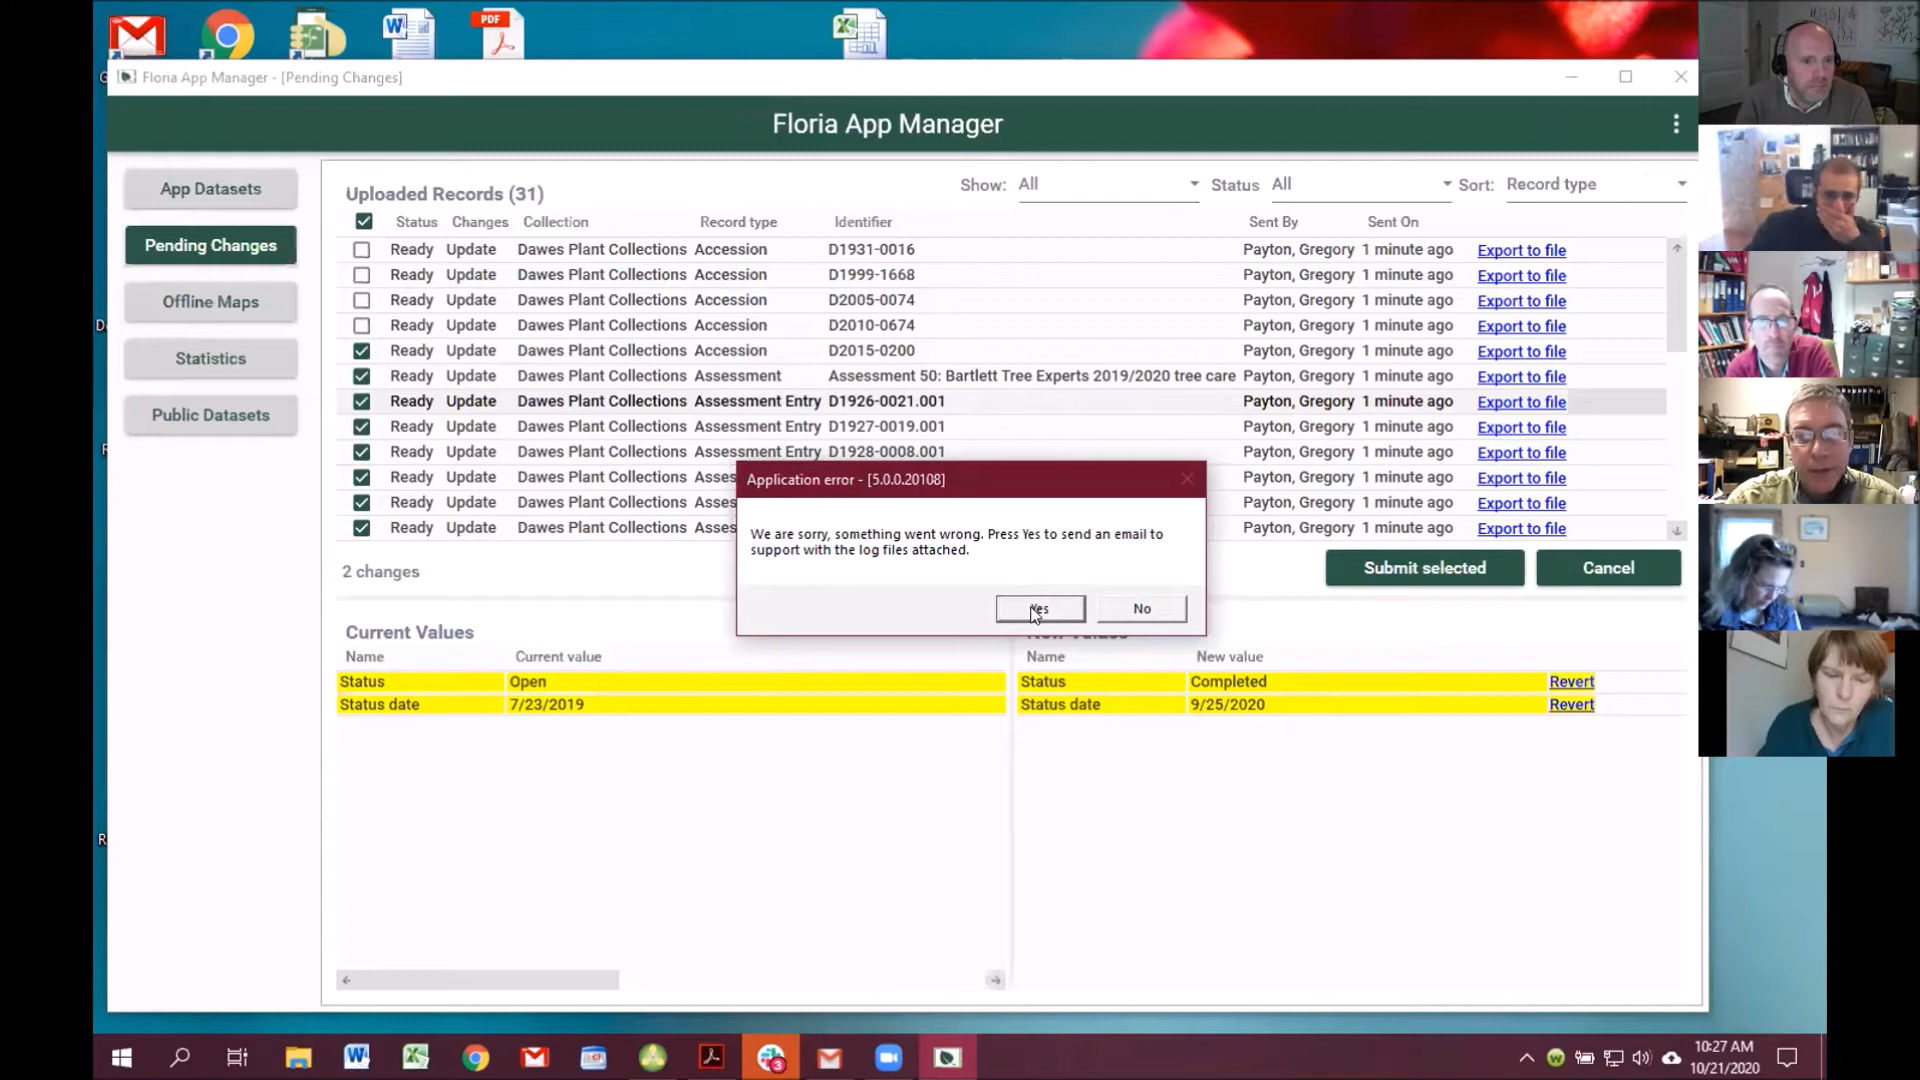 PDF
Floria App Manager - [Pending Changes]
Floria App Manager
App Datasets
Pending Changes
Offline Maps
Statistics
Public Datasets
Uploaded Records (31)
Show: All Status All Sort: Record type
Status Changes Collection Record type Identifier Sent By Sent On
Ready Update Dawes Plant Collections Accession D1931-0016 Payton, Gregory 1 minute ago Export to file
Ready Update Dawes Plant Collections Accession D1999-1668 Payton, Gregory 1 minute ago Export to file
Ready Update Dawes Plant Collections Accession D2005-0074 Payton, Gregory 1 minute ago Export to file
Ready Update Dawes Plant Collections Accession D2010-0674 Payton, Gregory 1 minute ago Export to file
Ready Update Dawes Plant Collections Accession D2015-0200 Payton, Gregory 1 minute ago Export to file
Ready Update Dawes Plant Collections Assessment Assessment 50: Bartlett Tree Experts 2019/2020 tree care Payton, Gregory 1 minute ago Export to file
Ready Update Dawes Plant Collections Assessment Entry D1926-0021.001 Payton, Gregory 1 minute ago Export to file
Ready Update Dawes Plant Collections Assessment Entry D1927-0019.001 Payton, Gregory 1 minute ago Export to file
Ready Update Dawes Plant Collections Assessment Entry D1928-0008.001 Payton, Gregory 1 minute ago Export to file
Ready Update Dawes Plant Collections Asses Payton, Gregory 1 minute ago Export to file
Ready Update Dawes Plant Collections Asses Payton, Gregory 1 minute ago Export to file
Ready Update Dawes Plant Collections Asses Payton, Gregory 1 minute ago Export to file
Application error - [5.0.0.20108]
We are sorry, something went wrong. Press Yes to send an email to
support with the log files attached.
Yes No
2 changes
Submit selected Cancel
Current Values
Name Current value
Status Open
Status date 7/23/2019
New Values
Name New value
Status Completed Revert
Status date 9/25/2020 Revert
10:27 AM
10/21/2020